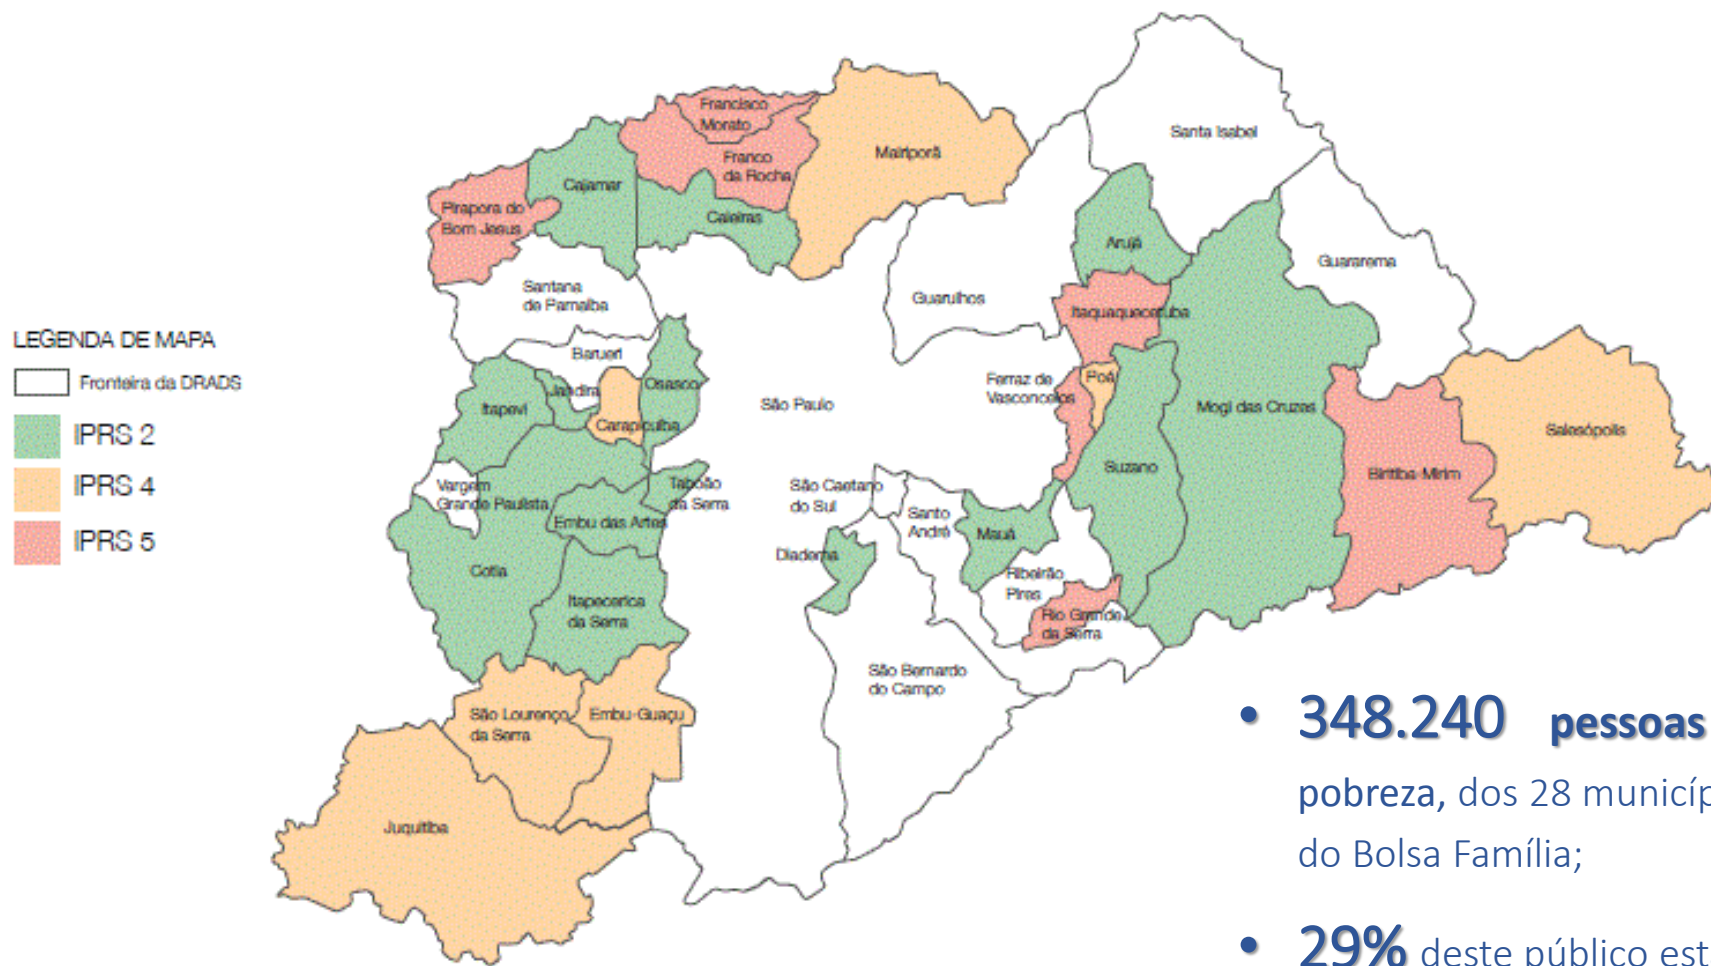 LEGENDA DE MAPA
Fronteira da DRADS
IPRS 2
IPRS 4
IPRS 5
Francisco
Morato
Franco
da Rocha
Mairiporã
Santa Isabel
Cajamar
Caieiras
Pirapora do
Bom Jesus
Arujá
Guararema
Santana
de Parnaíba
Guarulhos
Itaquaquecetuba
Barueri
Jandira
Osasco
Itapevi
Carapicuíba
São Paulo
Ferraz de
Vasconcelos
Poá
Mogi das Cruzes
Salesópolis
Suzano
Biritiba-Mirim
Vargem
Grande Paulista
Taboão
da Serra
São Caetano
do Sul
Embu das Artes
Santo
André
Mauá
Diadema
Cotia
Ribeirão
Pires
Itapecerica
da Serra
Rio Grande
da Serra
São Bernardo
do Campo
São Lourenço
da Serra
Embu-Guaçu
Juquitiba
• 348.240 pessoas
pobreza, dos 28 municíp
do Bolsa Família;
• 29% deste público est